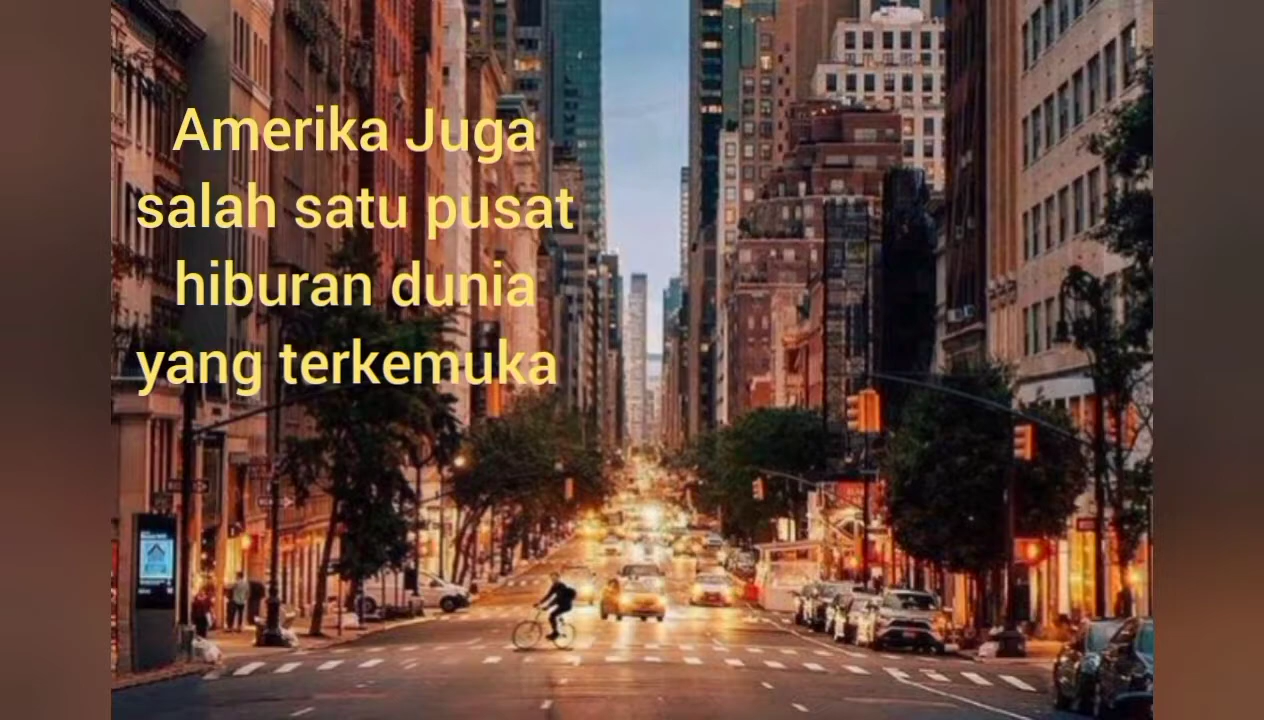 Amerika Juga
salah satu pusat
hiburan dunia
yang terkemuka